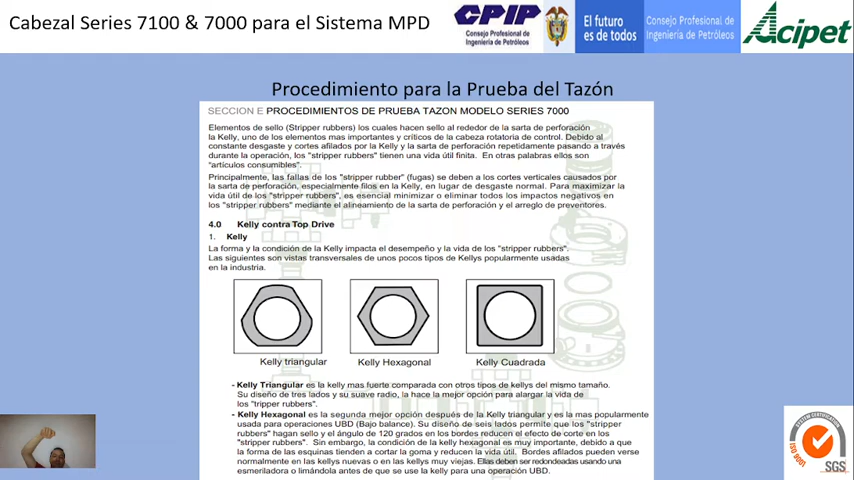 Cabezal Series 7100 & 7000 para el Sistema MPD
CPIP
Consejo Profesional de
Ingeniería de Petróleos
El futuro
es de todos
Consejo Profesional de
Ingeniería de Petróleos
Acipet
Procedimiento para la Prueba del Tazón
SECCION E PROCEDIMIENTOS DE PRUEBA TAZON MODELO SERIES 7000
Elementos de sello (Stripper rubbers) los cuales hacen sello al rededor de la sarta de perforación
la Kelly, uno de los elementos mas importantes y críticos de la cabeza rotatoria de control. Debido al
constante desgaste y cortes afilados por la Kelly y la sarta de perforación repetidamente pasando a través
durante la operación, los "stripper rubbers" tienen una vida útil finita. En otras palabras ellos son
"artículos consumibles".
Principalmente, las fallas de los "stripper rubber" (fugas) se deben a los cortes verticales causados por
la sarta de perforación, especialmente filos en la Kelly, en lugar de desgaste normal. Para maximizar la
vida útil de los "stripper rubbers", es esencial minimizar o eliminar todos los impactos negativos en
los "stripper rubbers" mediante el alineamiento de la sarta de perforación y el arreglo de preventores.
4.0 Kelly contra Top Drive
1. Kelly
La forma y la condición de la Kelly impacta el desempeño y la vida de los "stripper rubbers".
Las siguientes son vistas transversales de unos pocos tipos de Kellys popularmente usadas
en la industria.
Kelly triangular
Kelly Hexagonal
Kelly Cuadrada
- Kelly Triangular es la kelly mas fuerte comparada con otros tipos de kellys del mismo tamaño.
Su diseño de tres lados y su suave radio, la hace la mejor opción para alargar la vida de
los "tripper rubbers".
- Kelly Hexagonal es la segunda mejor opción después de la Kelly triangular y es la mas popularmente
usada para operaciones UBD (Bajo balance). Su diseño de seis lados permite que los "stripper
rubbers" hagan sello y el ángulo de 120 grados en los bordes reducen el efecto de corte en los
"stripper rubbers". Sin embargo, la condición de la kelly hexagonal es muy importante, debido a que
la forma de las esquinas tienden a cortar la goma y reducen la vida útil. Bordes afilados pueden verse
normalmente en las kellys nuevas o en las kellys muy viejas. Ellas deben ser redondeadas usando una
esmeriladora o limándola antes de que se use la kelly para una operación UBD.
SYSTEM CERTIFICATION
ISO 9001
SGS